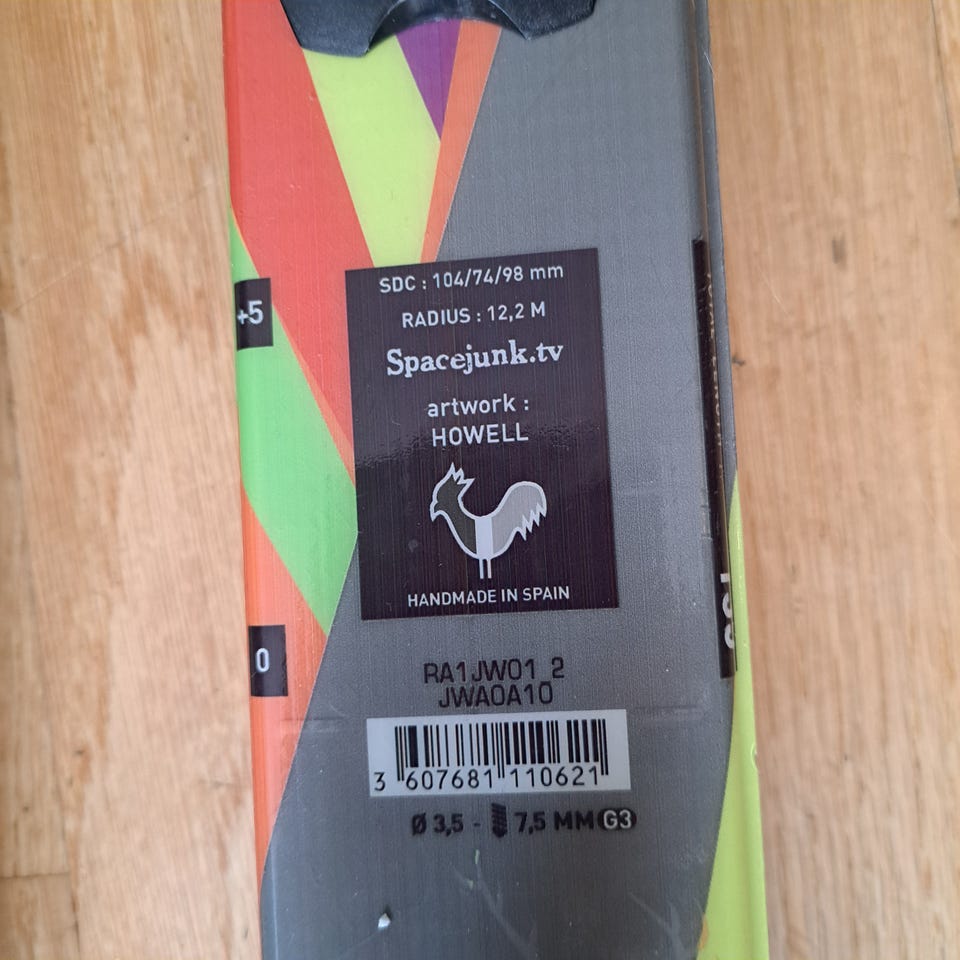 SDC : 104/74/98 mm
RADIUS : 12,2 M
Spacejunk.tv
artwork :
HOWELL
HANDMADE IN SPAIN
+5
0
RA1JW01 2
JWA0A10
3 607681 110621
Ø 3,5 - 7,5 MM G3